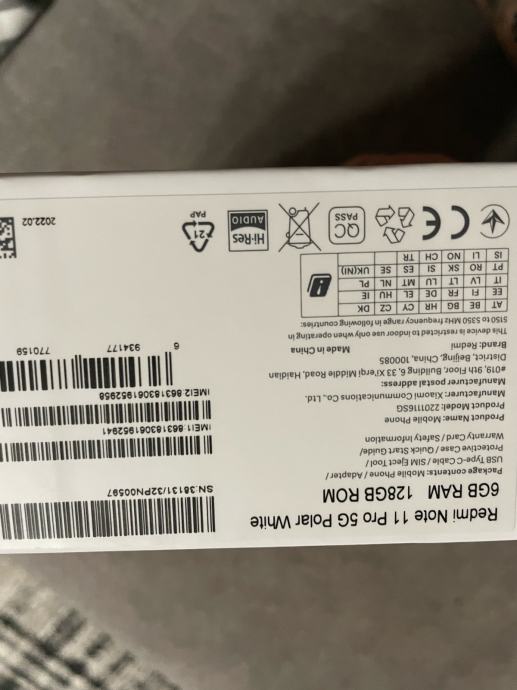 Redmi Note 11 Pro 5G Polar White
6GB RAM 128GB ROM
Package contents: Mobile Phone / Adapter /
USB Type-C Cable / SIM Eject Tool /
Protective Case / Quick Start Guide/
Warranty Card / Safety Information
Product Name: Mobile Phone
Product Model: 2201116SG
Manufacturer: Xiaomi Communications Co., Ltd.
Manufacturer postal address:
#019, 9th Floor, Building 6, 33 Xi'erqi Middle Road, Haidian
District, Beijing, China, 100085
Brand: Redmi Made in China
This device is restricted to indoor use only when operating in
5150 to 5350 MHz frequency range in following countries:
AT BE BG HR CY CZ DK
EE FI FR DE EL HU IE
IT LV LT LU MT NL PL
PT RO SK SI ES SE UK(NI)
IS LI NO CH TR
SN:38131/32PN00597
IMEI1:863183061952941
IMEI2:863183061952958
6 934177 770159
CE
QC
PASS
Hi-Res
AUDIO
21
PAP
2022.02